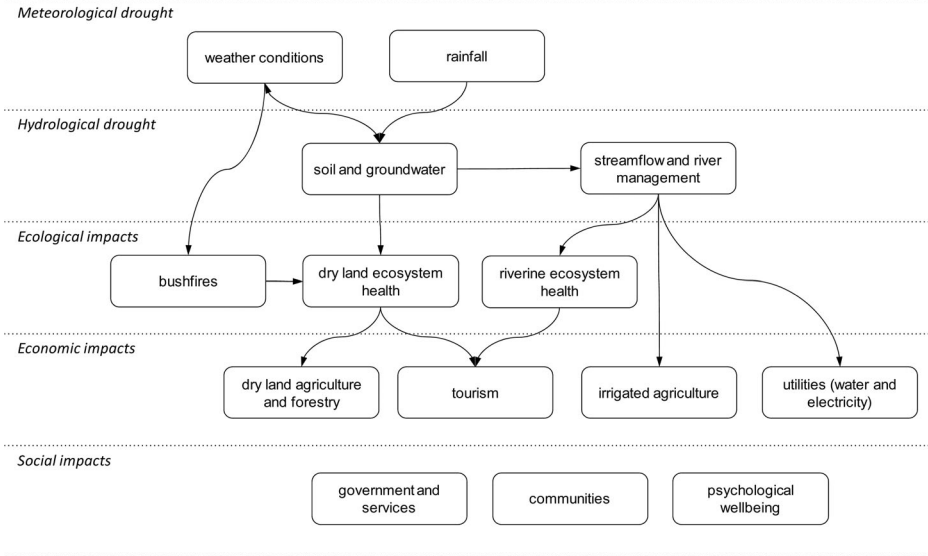 Meteorological drought
weather conditions
rainfall
Hydrological drought
soil and groundwater
streamflow and river
management
Ecological impacts
bushfires
dry land ecosystem
health
riverine ecosystem
health
Economic impacts
dry land agriculture
and forestry
tourism
irrigated agriculture
utilities (water and
electricity)
Social impacts
government and
services
communities
psychological
wellbeing